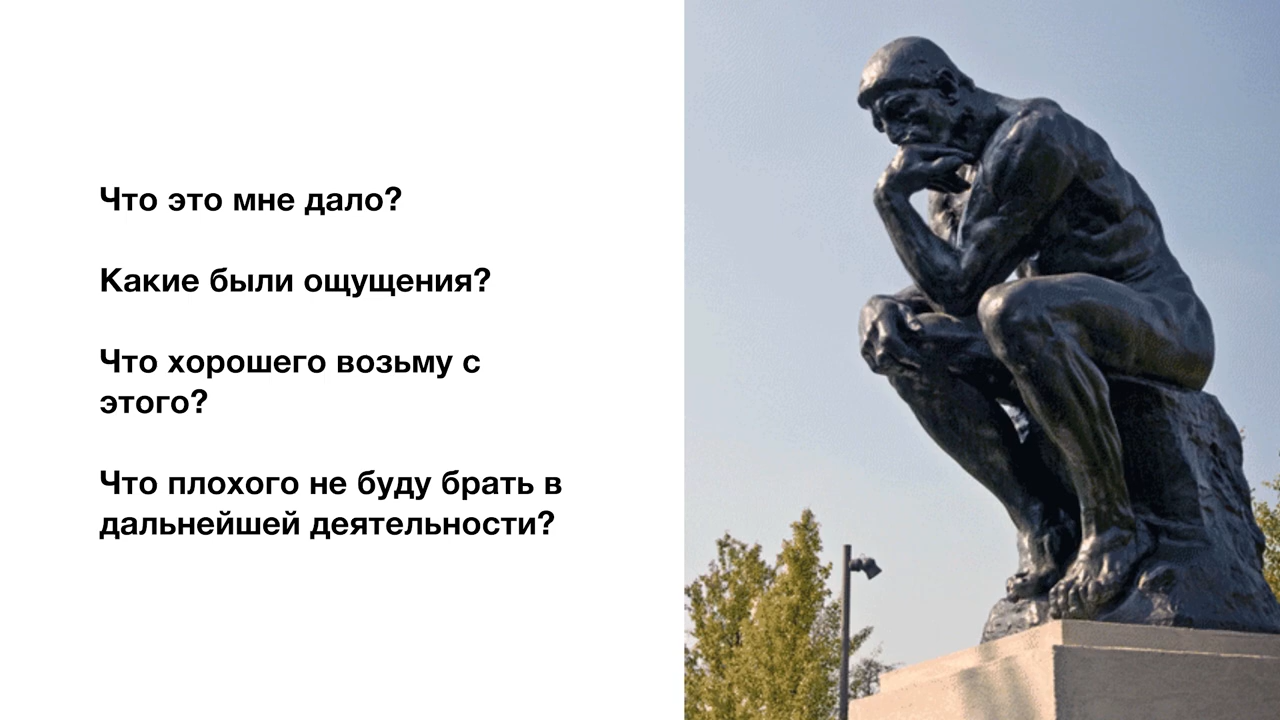 Что это мне дало?
Какие были ощущения?
Что хорошего возьму с
этого?
Что плохого не буду брать в
дальнейшей деятельности?